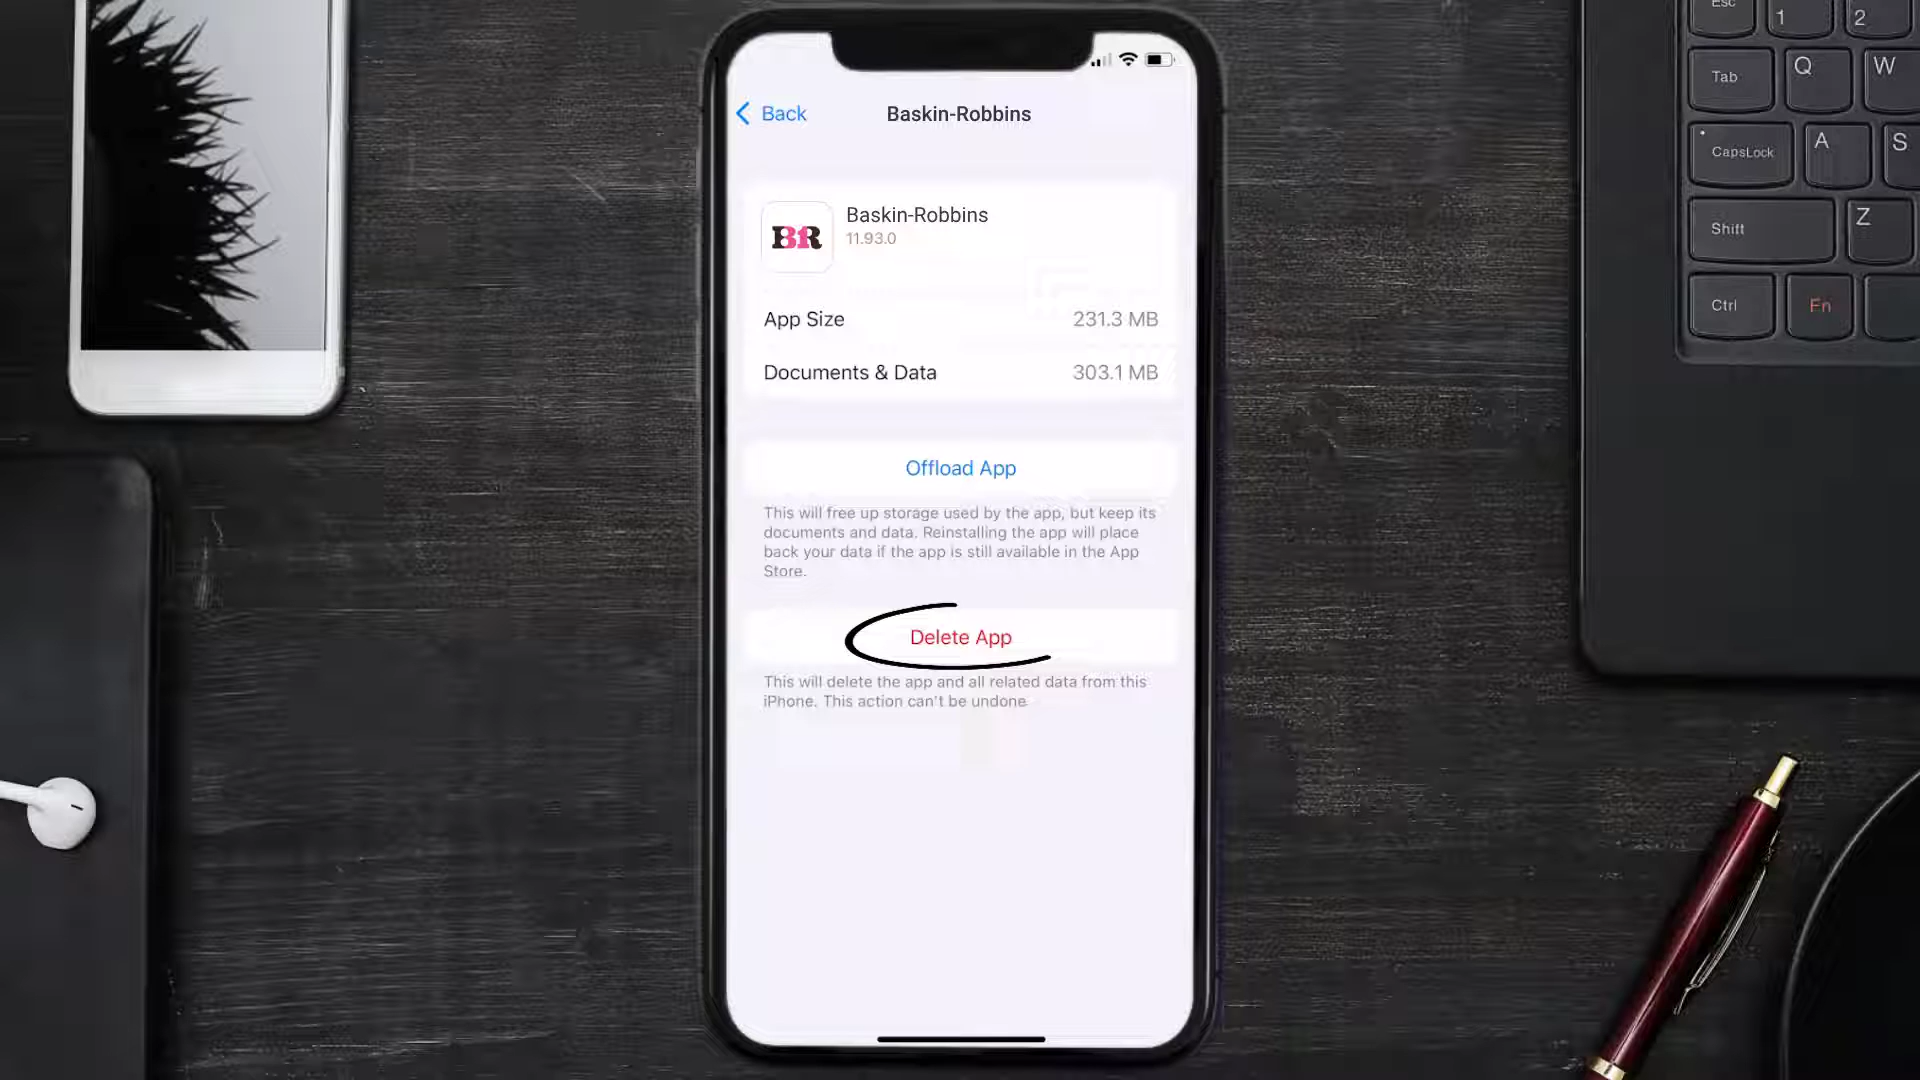 Back
Baskin-Robbins
BR
Baskin-Robbins
11.93.0
App Size 231.3 MB
Documents & Data 303.1 MB
Offload App
This will free up storage used by the app, but keep its
documents and data. Reinstalling the app will place
back your data if the app is still available in the App
Store.
Delete App
This will delete the app and all related data from this
iPhone. This action can't be undone
Esc 1 2
Tab Q W
CapsLock A S
Shift Z
Ctrl Fn